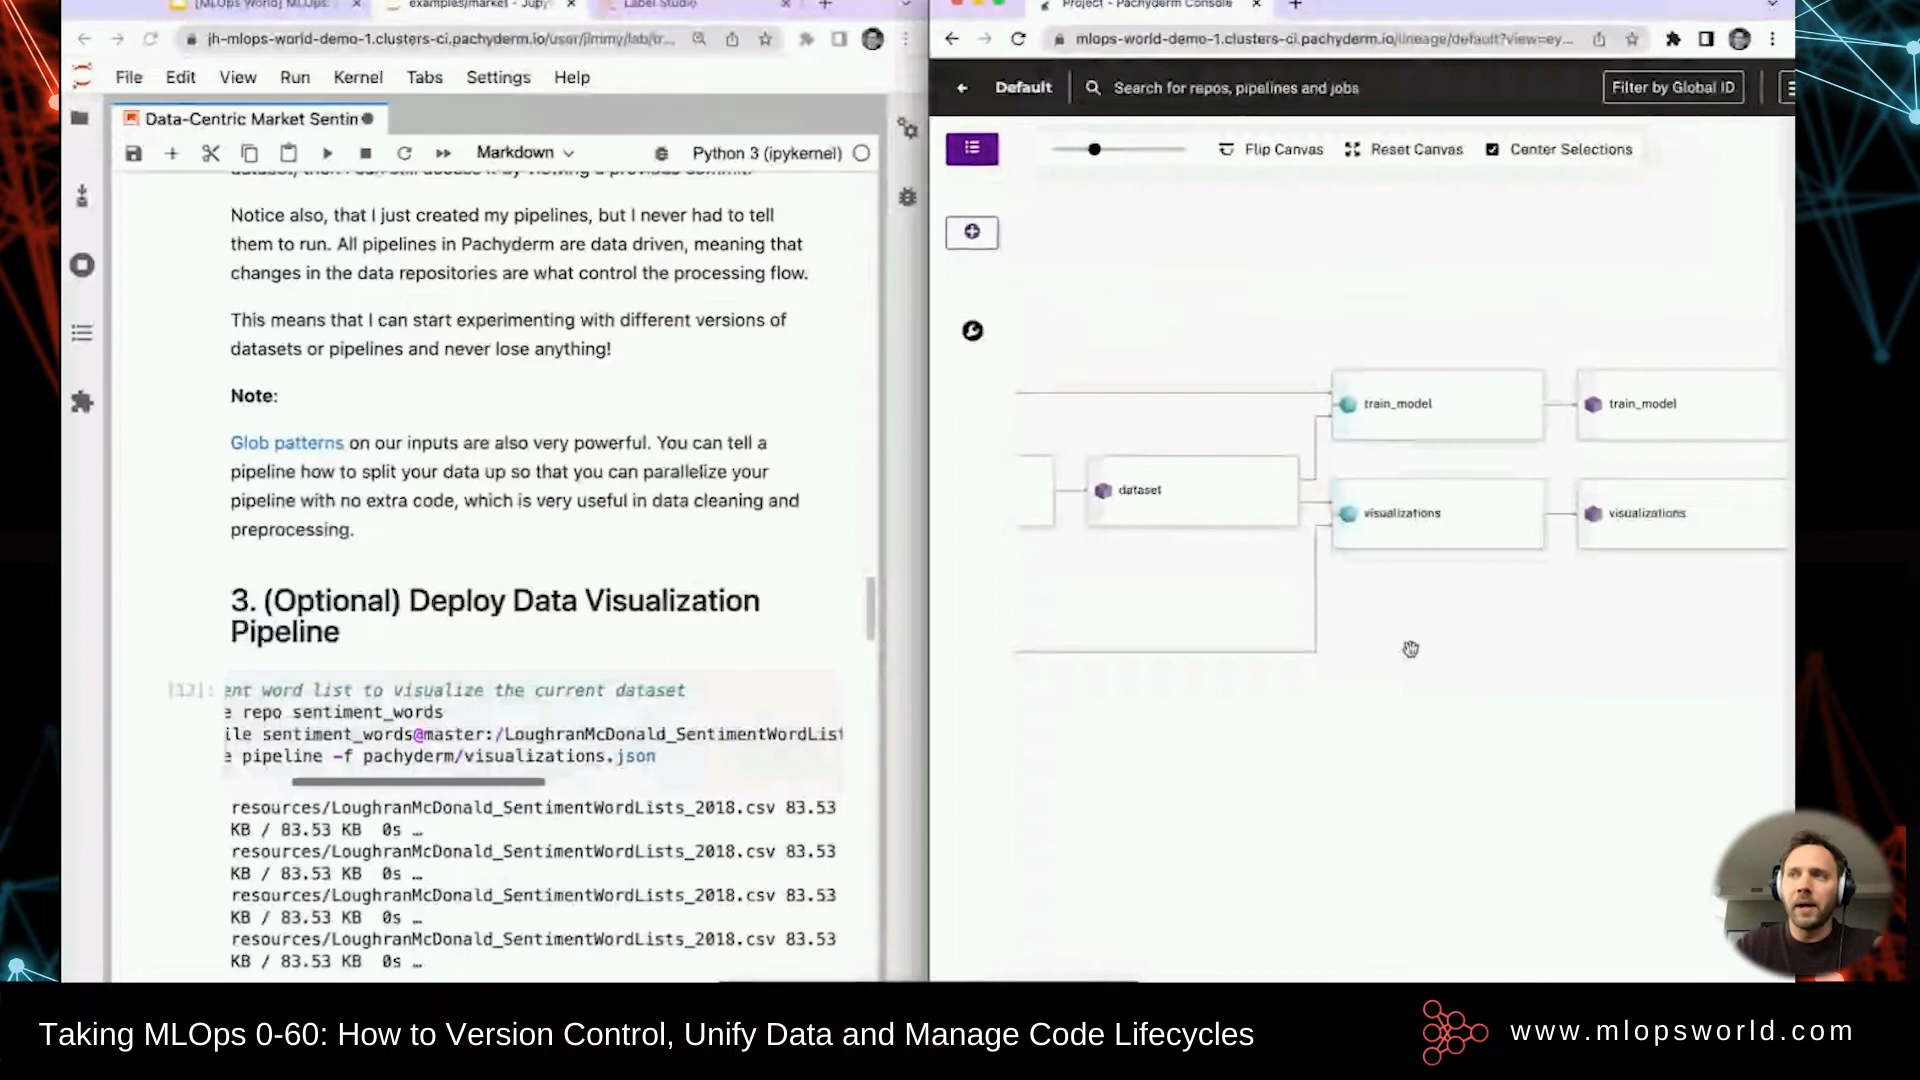 [MLOps World] MLOps:
examples/market - Jupy
Label Studio
jh-mlops-world-demo-1.clusters-ci.pachyderm.io/user/jimmy/lab/tr...
File Edit View Run Kernel Tabs Settings Help
Data-Centric Market Sentin
Markdown
Python 3 (ipykernel)
Notice also, that I just created my pipelines, but I never had to tell
them to run. All pipelines in Pachyderm are data driven, meaning that
changes in the data repositories are what control the processing flow.
This means that I can start experimenting with different versions of
datasets or pipelines and never lose anything!
Note:
Glob patterns on our inputs are also very powerful. You can tell a
pipeline how to split your data up so that you can parallelize your
pipeline with no extra code, which is very useful in data cleaning and
preprocessing.
3. (Optional) Deploy Data Visualization
Pipeline
[12]:
ent word list to visualize the current dataset
e repo sentiment_words
ile sentiment_words@master:/LoughranMcDonald_SentimentWordList
e pipeline -f pachyderm/visualizations.json
resources/LoughranMcDonald_SentimentWordLists_2018.csv 83.53
KB / 83.53 KB 0s …
resources/LoughranMcDonald_SentimentWordLists_2018.csv 83.53
KB / 83.53 KB 0s …
resources/LoughranMcDonald_SentimentWordLists_2018.csv 83.53
KB / 83.53 KB 0s …
resources/LoughranMcDonald_SentimentWordLists_2018.csv 83.53
KB / 83.53 KB 0s …
Project - Pachyderm Console
mlops-world-demo-1.clusters-ci.pachyderm.io/lineage/default?view=ey...
Default
Search for repos, pipelines and jobs
Filter by Global ID
Flip Canvas
Reset Canvas
Center Selections
train_model
train_model
dataset
visualizations
visualizations
Taking MLOps 0-60: How to Version Control, Unify Data and Manage Code Lifecycles
www.mlopsworld.com